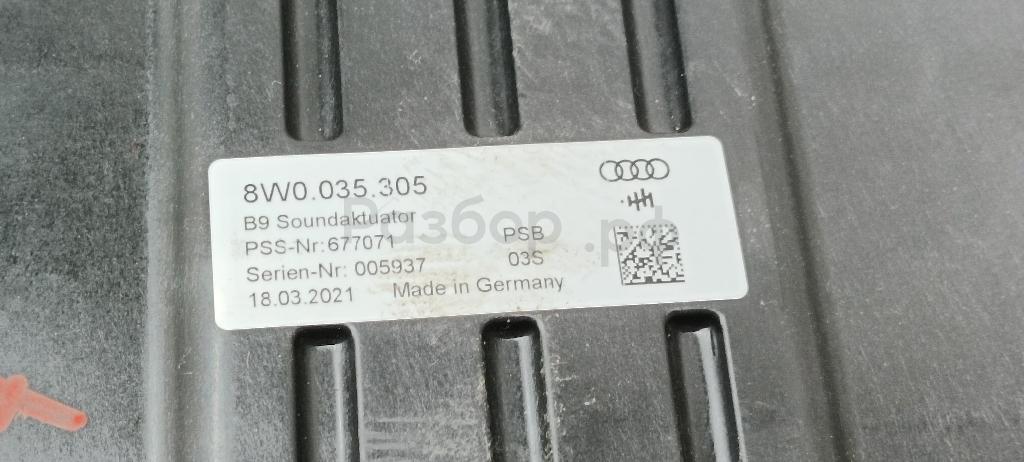 8W0.035.305
B9 Soundaktuator
PSS-Nr:677071
PSB
Serien-Nr: 005937
03S
18.03.2021
Made in Germany
Разбор.рф